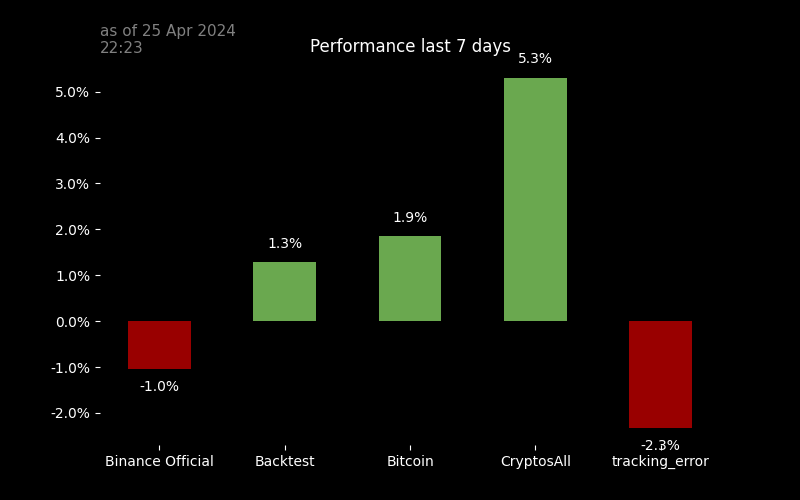 as of 25 Apr 2024
22:23
Performance last 7 days
5.3%
5.0%
4.0%
3.0%
2.0%
1.0%
0.0%
-1.0%
-2.0%
1.9%
1.3%
-1.0%
-2.3%
Binance Official
Backtest
Bitcoin
CryptosAll
tracking_error